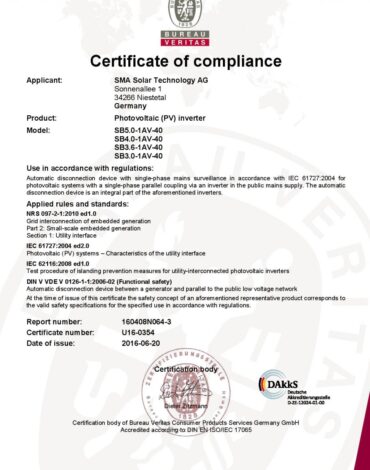 BUREAU
VERITAS
Certificate of compliance
Applicant: SMA Solar Technology AG
Sonnenallee 1
34266 Niestetal
Germany
Product: Photovoltaic (PV) inverter
Model: SB5.0-1AV-40
SB4.0-1AV-40
SB3.6-1AV-40
SB3.0-1AV-40
Use in accordance with regulations:
Automatic disconnection device with single-phase mains surveillance in accordance with IEC 61727:2004 for
photovoltaic systems with a single-phase parallel coupling via an inverter in the public mains supply. The automatic
disconnection device is an integral part of the aforementioned inverters.
Applied rules and standards:
NRS 097-2-1:2010 ed1.0
Grid interconnection of embedded generation
Part 2: Small-scale embedded generation
Section 1: Utility interface
IEC 61727:2004 ed2.0
Photovoltaic (PV) systems – Characteristics of the utility interface
IEC 62116:2008 ed1.0
Test procedure of islanding prevention measures for utility-interconnected photovoltaic inverters
DIN V VDE V 0126-1-1:2006-02 (Functional safety)
Automatic disconnection device between a generator and parallel to the public low voltage network
At the time of issue of this certificate the safety concept of an aforementioned representative product corresponds to
the valid safety specifications for the specified use in accordance with regulations.
Report number: 160408N064-3
Certificate number: U16-0354
Date of issue: 2016-06-20
Certification body
Dieter Zitzmann
DAkkS
Deutsche
Akkreditierungsstelle
D-ZE-12024-01-00
Certification body of Bureau Veritas Consumer Products Services Germany GmbH
Accredited according to DIN EN ISO/IEC 17065